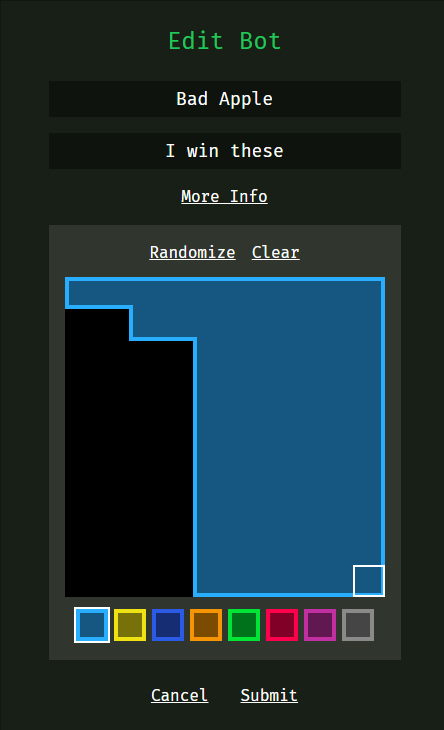 Edit Bot
Bad Apple
I win these
More Info
Randomize Clear
Cancel Submit